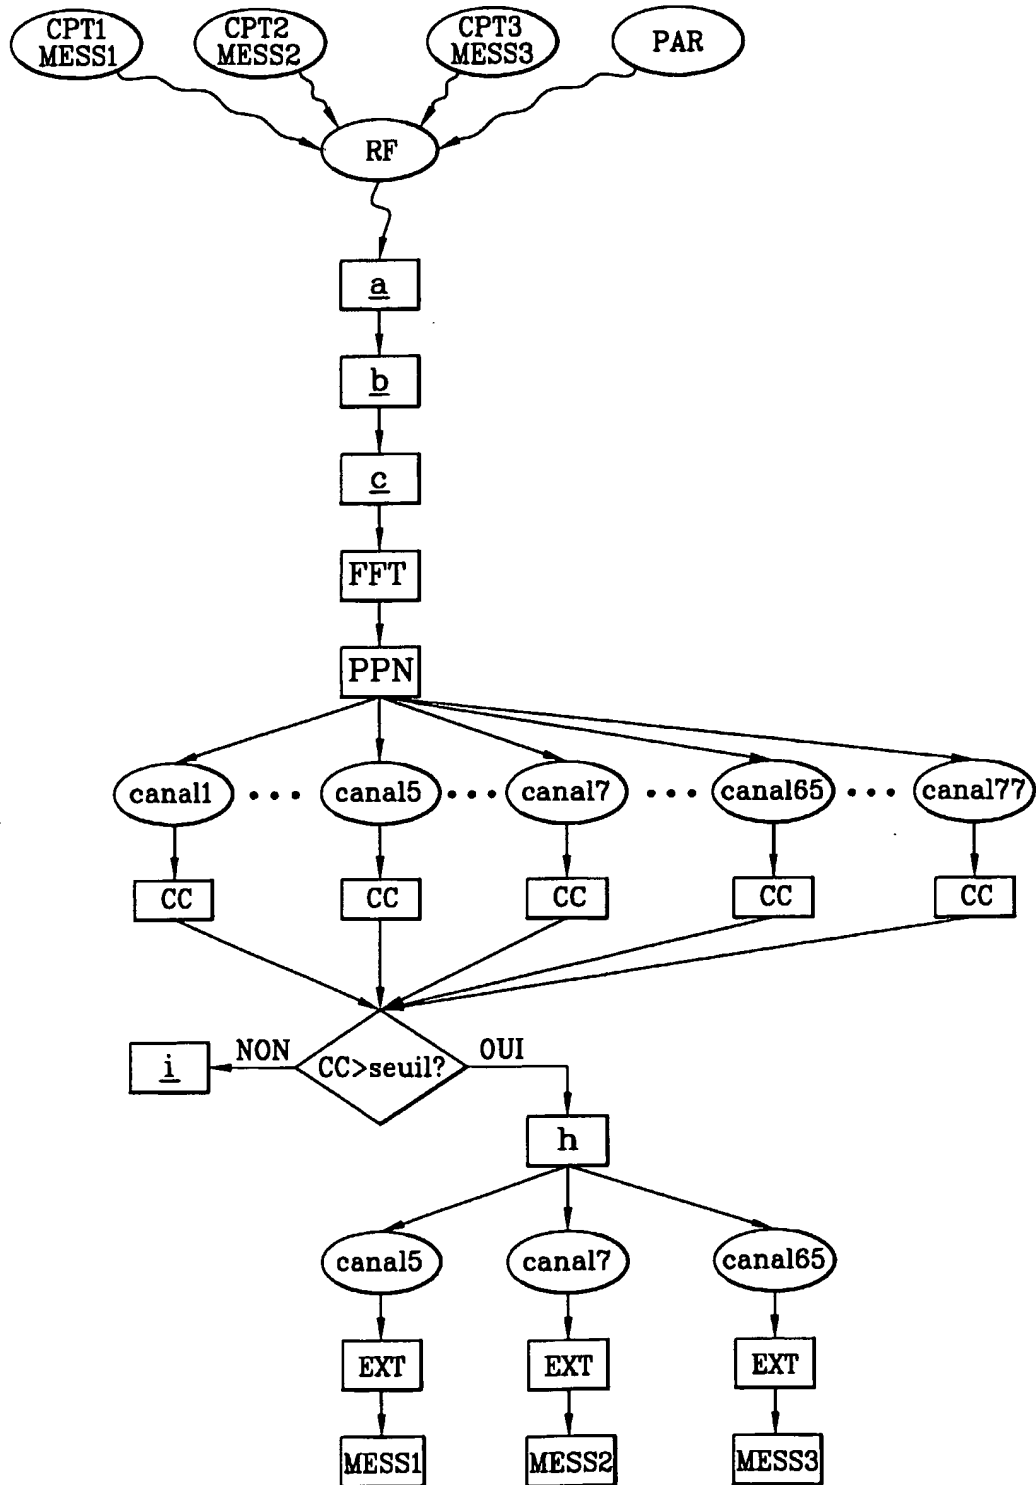 CPT1
MESS1
CPT2
MESS2
CPT3
MESS3
PAR
RF
a
b
c
FFT
PPN
canal1 ••• canal5 ••• canal7 ••• canal65 ••• canal77
CC CC CC CC CC
i
NON
CC>seuil?
OUI
h
canal5 canal7 canal65
EXT EXT EXT
MESS1 MESS2 MESS3